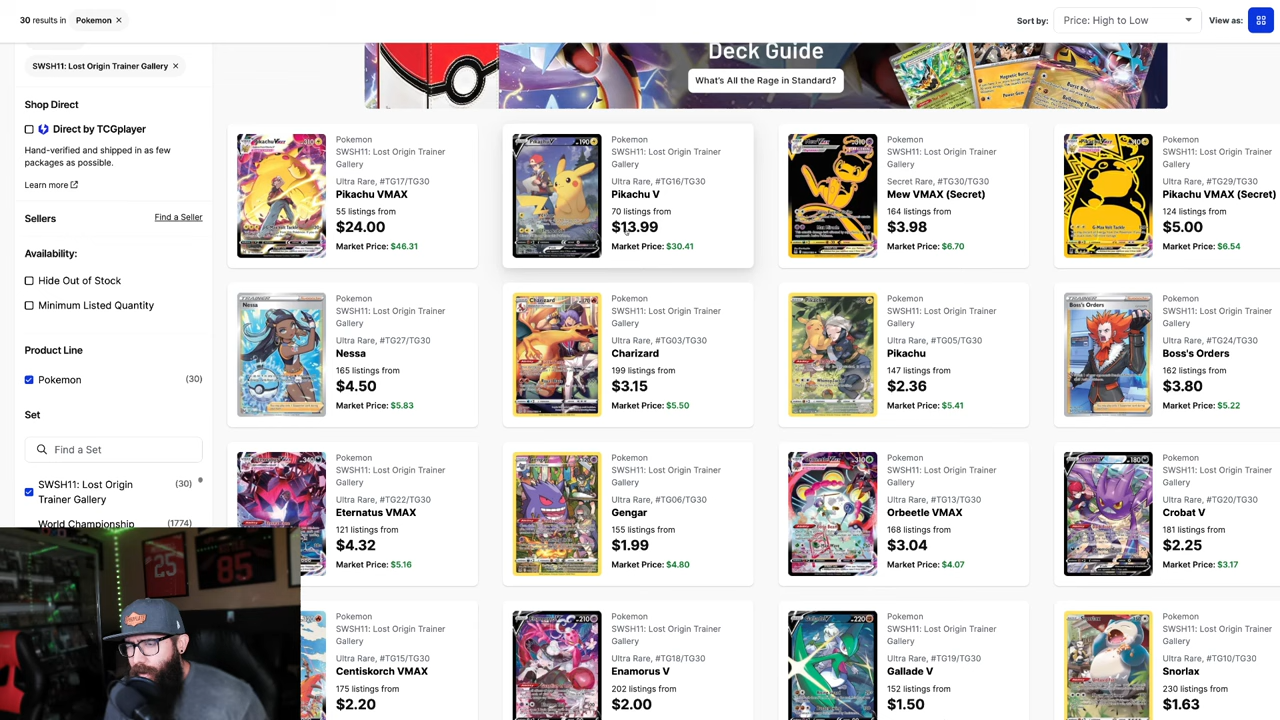 30 results in
Pokemon ×
Sort by:
Price: High to Low
View as:
SWSH11: Lost Origin Trainer Gallery ×
Shop Direct
Direct by TCGplayer
Hand-verified and shipped in as few
packages as possible.
Learn more
Sellers
Find a Seller
Availability:
Hide Out of Stock
Minimum Listed Quantity
Product Line
Pokemon (30)
Set
Find a Set
SWSH11: Lost Origin (30)
Trainer Gallery
World Championship (1774)
Deck Guide
What's All the Rage in Standard?
Pokemon
SWSH11: Lost Origin Trainer
Gallery
Ultra Rare, #TG17/TG30
Pikachu VMAX
55 listings from
$24.00
Market Price: $46.31
Pokemon
SWSH11: Lost Origin Trainer
Gallery
Ultra Rare, #TG16/TG30
Pikachu V
70 listings from
$13.99
Market Price: $30.41
Pokemon
SWSH11: Lost Origin Trainer
Gallery
Secret Rare, #TG30/TG30
Mew VMAX (Secret)
164 listings from
$3.98
Market Price: $6.70
Pokemon
SWSH11: Lost Origin Trainer
Gallery
Ultra Rare, #TG29/TG30
Pikachu VMAX (Secret)
124 listings from
$5.00
Market Price: $6.54
Nessa
Pokemon
SWSH11: Lost Origin Trainer
Gallery
Ultra Rare, #TG27/TG30
Nessa
165 listings from
$4.50
Market Price: $5.83
Charizard
Pokemon
SWSH11: Lost Origin Trainer
Gallery
Ultra Rare, #TG03/TG30
Charizard
199 listings from
$3.15
Market Price: $5.50
Pikachu
Pokemon
SWSH11: Lost Origin Trainer
Gallery
Ultra Rare, #TG05/TG30
Pikachu
147 listings from
$2.36
Market Price: $5.41
Boss's Orders
Pokemon
SWSH11: Lost Origin Trainer
Gallery
Ultra Rare, #TG24/TG30
Boss's Orders
162 listings from
$3.80
Market Price: $5.22
Pokemon
SWSH11: Lost Origin Trainer
Gallery
Ultra Rare, #TG22/TG30
Eternatus VMAX
121 listings from
$4.32
Market Price: $5.16
Gengar
Pokemon
SWSH11: Lost Origin Trainer
Gallery
Ultra Rare, #TG06/TG30
Gengar
155 listings from
$1.99
Market Price: $4.80
Pokemon
SWSH11: Lost Origin Trainer
Gallery
Ultra Rare, #TG13/TG30
Orbeetle VMAX
168 listings from
$3.04
Market Price: $4.07
Pokemon
SWSH11: Lost Origin Trainer
Gallery
Ultra Rare, #TG20/TG30
Crobat V
181 listings from
$2.25
Market Price: $3.17
Pokemon
SWSH11: Lost Origin Trainer
Gallery
Ultra Rare, #TG15/TG30
Centiskorch VMAX
175 listings from
$2.20
Pokemon
SWSH11: Lost Origin Trainer
Gallery
Ultra Rare, #TG18/TG30
Enamorus V
202 listings from
$2.00
Pokemon
SWSH11: Lost Origin Trainer
Gallery
Ultra Rare, #TG19/TG30
Gallade V
152 listings from
$1.50
Pokemon
SWSH11: Lost Origin Trainer
Gallery
Ultra Rare, #TG10/TG30
Snorlax
230 listings from
$1.63
25
85